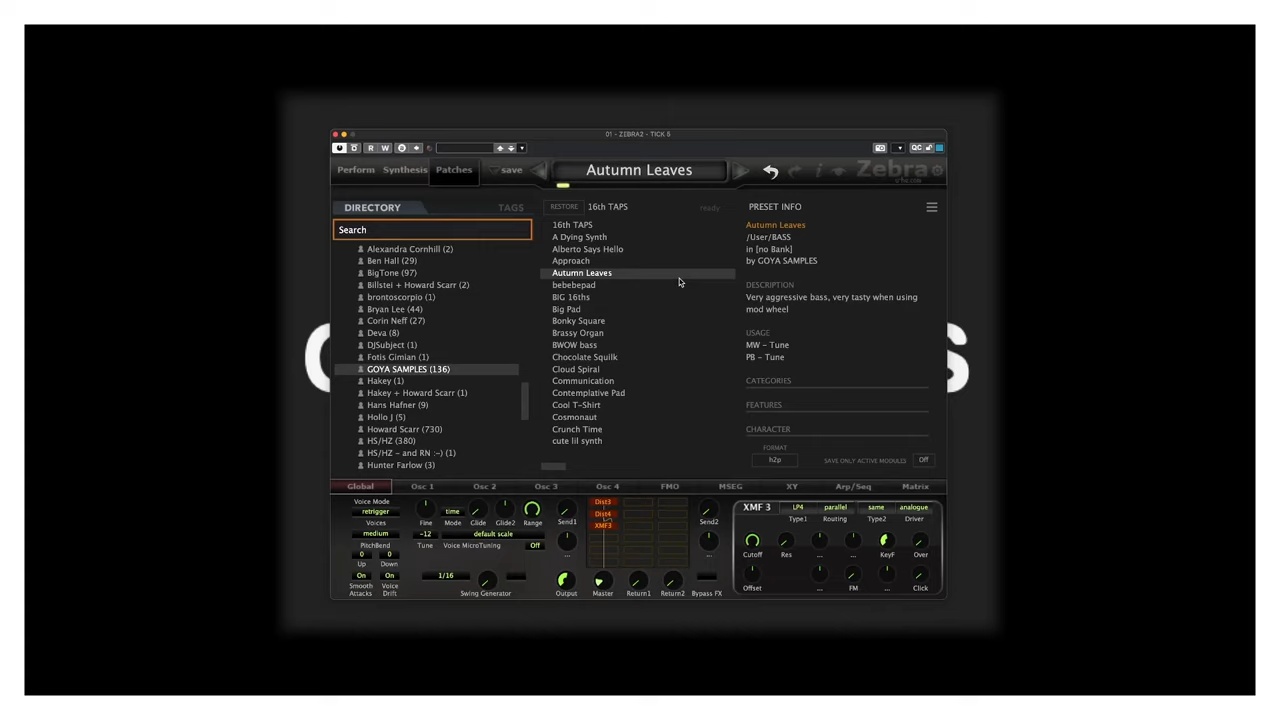 01 - ZEBRA2 - TICK 5
R W
QC
Perform Synthesis Patches save Autumn Leaves Zebra
DIRECTORY TAGS
Search
Alexandra Cornhill (2)
Ben Hall (29)
BigTone (97)
Billstei + Howard Scarr (2)
brontoscorpio (1)
Bryan Lee (44)
Corin Neff (27)
Deva (8)
DJSubject (1)
Fotis Gimian (1)
GOYA SAMPLES (136)
Hakey (1)
Hakey + Howard Scarr (1)
Hans Hafner (9)
Hollo J (5)
Howard Scarr (730)
HS/HZ (380)
HS/HZ - and RN :-) (1)
Hunter Farlow (3)
RESTORE 16th TAPS ready
16th TAPS
A Dying Synth
Alberto Says Hello
Approach
Autumn Leaves
bebebepad
BIG 16ths
Big Pad
Bonky Square
Brassy Organ
BWOW bass
Chocolate Squilk
Cloud Spiral
Communication
Contemplative Pad
Cool T-Shirt
Cosmonaut
Crunch Time
cute lil synth
PRESET INFO
Autumn Leaves
/User/BASS
in [no Bank]
by GOYA SAMPLES
DESCRIPTION
Very aggressive bass, very tasty when using
mod wheel
USAGE
MW - Tune
PB - Tune
CATEGORIES
FEATURES
CHARACTER
FORMAT
h2p SAVE ONLY ACTIVE MODULES Off
Global Osc 1 Osc 2 Osc 3 Osc 4 FMO MSEG XY Arp/Seq Matrix
Voice Mode
retrigger
Voices
medium
PitchBend
0 0
Up Down
On On
Smooth Attacks
Voice Drift
time
Fine Mode Glide Glide2 Range
-12 default scale
Tune Voice MicroTuning Off
1/16
Swing Generator
Send1
...
Output
Dist3
Dist4
XMF3
Master Return1 Return2
Send2
...
Bypass FX
XMF 3 LP4 parallel same analogue
Type1 Routing Type2 Driver
Cutoff Res ... ... KeyF Over
Offset ... FM ... Click